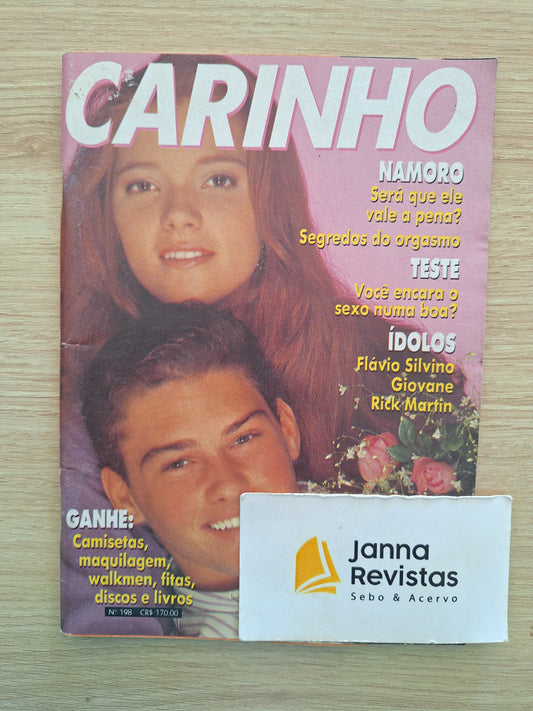 CARINHO
NAMORO
Será que ele
vale a pena?
Segredos do orgasmo
TESTE
Você encara o
sexo numa boa?
ÍDOLOS
Flávio Silvino
Giovane
Rick Martin
GANHE:
Camisetas,
maquilagem,
walkmen, fitas,
discos e livros
Nº 198 CR$ 170.00
Janna
Revistas
Sebo & Acervo